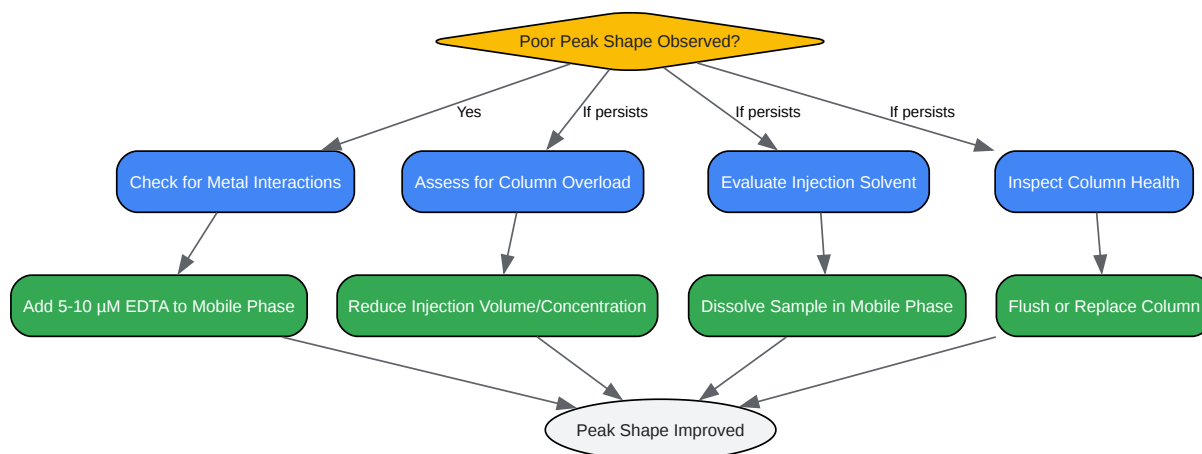 Poor Peak Shape Observed?
Yes
If persists
If persists
If persists
Check for Metal Interactions
Assess for Column Overload
Evaluate Injection Solvent
Inspect Column Health
Add 5-10 µM EDTA to Mobile Phase
Reduce Injection Volume/Concentration
Dissolve Sample in Mobile Phase
Flush or Replace Column
Peak Shape Improved